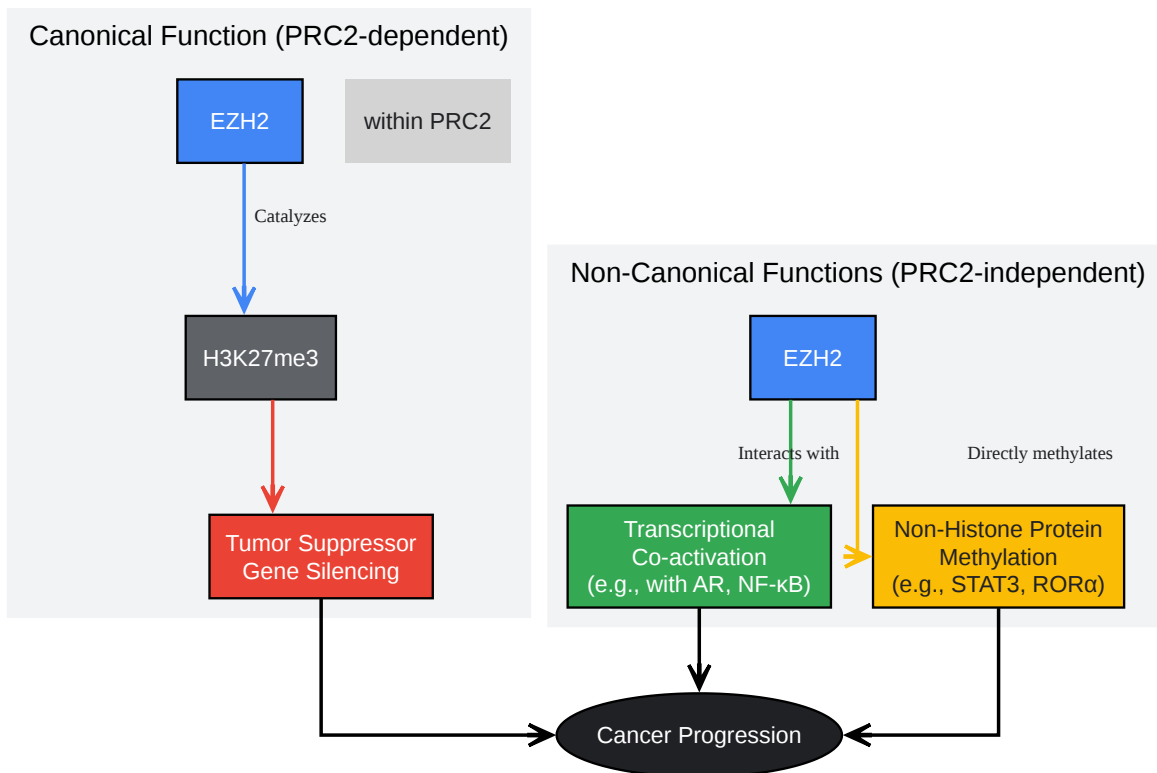 Canonical Function (PRC2-dependent)
EZH2
within PRC2
Catalyzes
H3K27me3
Tumor Suppressor
Gene Silencing
Non-Canonical Functions (PRC2-independent)
EZH2
Interacts with
Directly methylates
Transcriptional
Co-activation
(e.g., with AR, NF-κB)
Non-Histone Protein
Methylation
(e.g., STAT3, RORα)
Cancer Progression